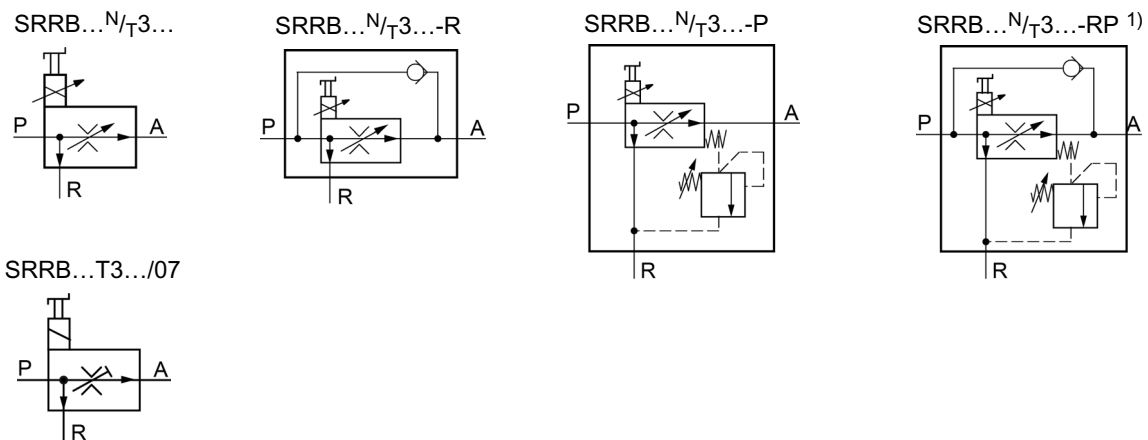 SRRB…ᴺ/ₜ3…
SRRB…ᴺ/ₜ3…-R
SRRB…ᴺ/ₜ3…-P
SRRB…ᴺ/ₜ3…-RP ¹⁾
P A R
P A R
P A R
P A R
SRRB…T3…/07
P A R